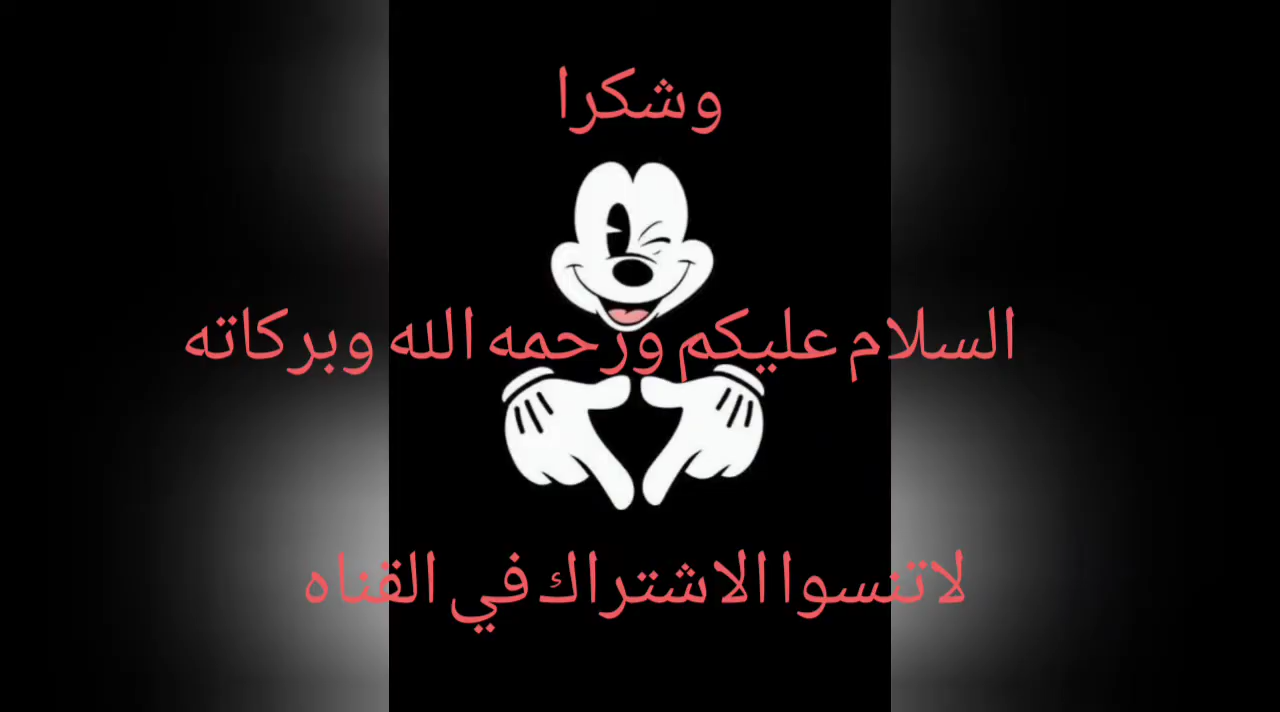 وشكرا
السلام عليكم ورحمه الله وبركاته
لاتنسوا الاشتراك في القناه